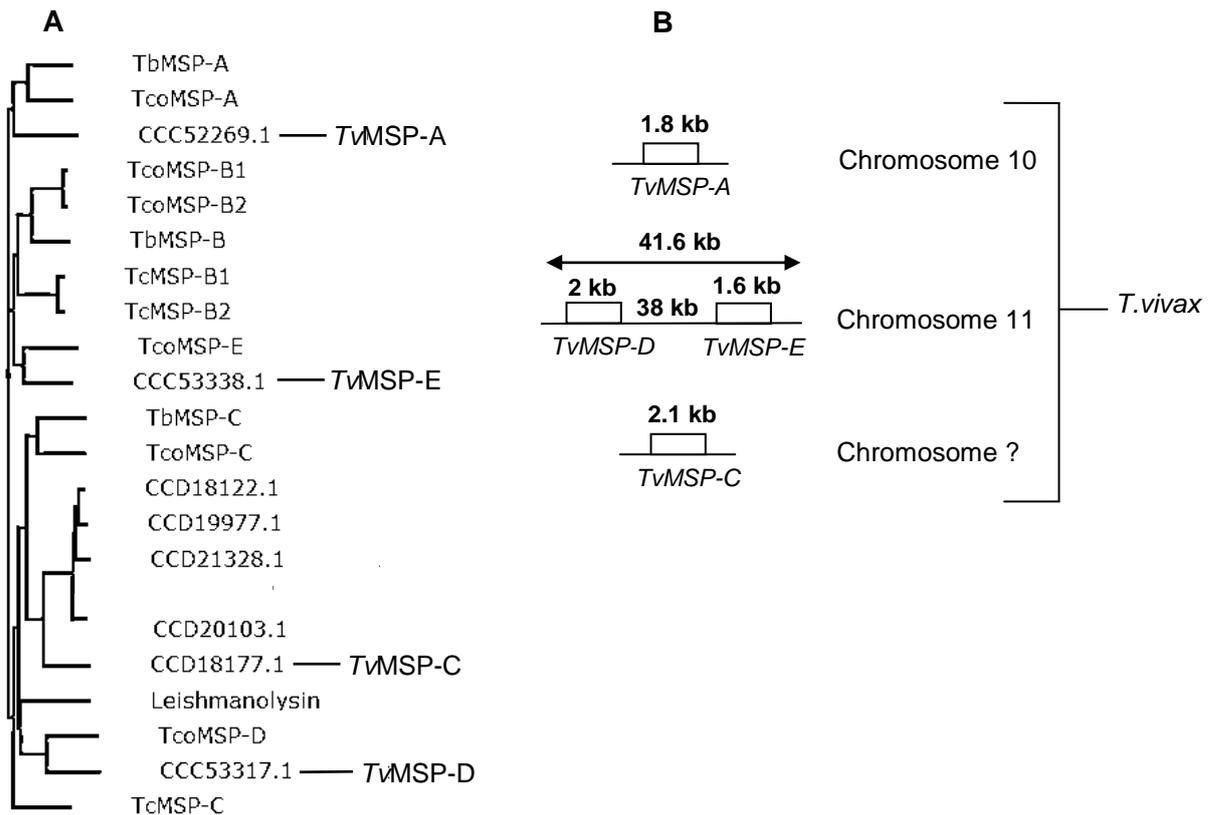 A
TbMSP-A
TcoMSP-A
CCC52269.1 TvMSP-A
TcoMSP-B1
TcoMSP-B2
TbMSP-B
TcMSP-B1
TcMSP-B2
TcoMSP-E
CCC53338.1 TvMSP-E
TbMSP-C
TcoMSP-C
CCD18122.1
CCD19977.1
CCD21328.1
CCD20103.1
CCD18177.1 TvMSP-C
Leishmanolysin
TcoMSP-D
CCC53317.1 TvMSP-D
TcMSP-C
B
1.8 kb
TvMSP-A
Chromosome 10
41.6 kb
2 kb 38 kb 1.6 kb
TvMSP-D TvMSP-E
Chromosome 11
2.1 kb
TvMSP-C
Chromosome ?
T.vivax